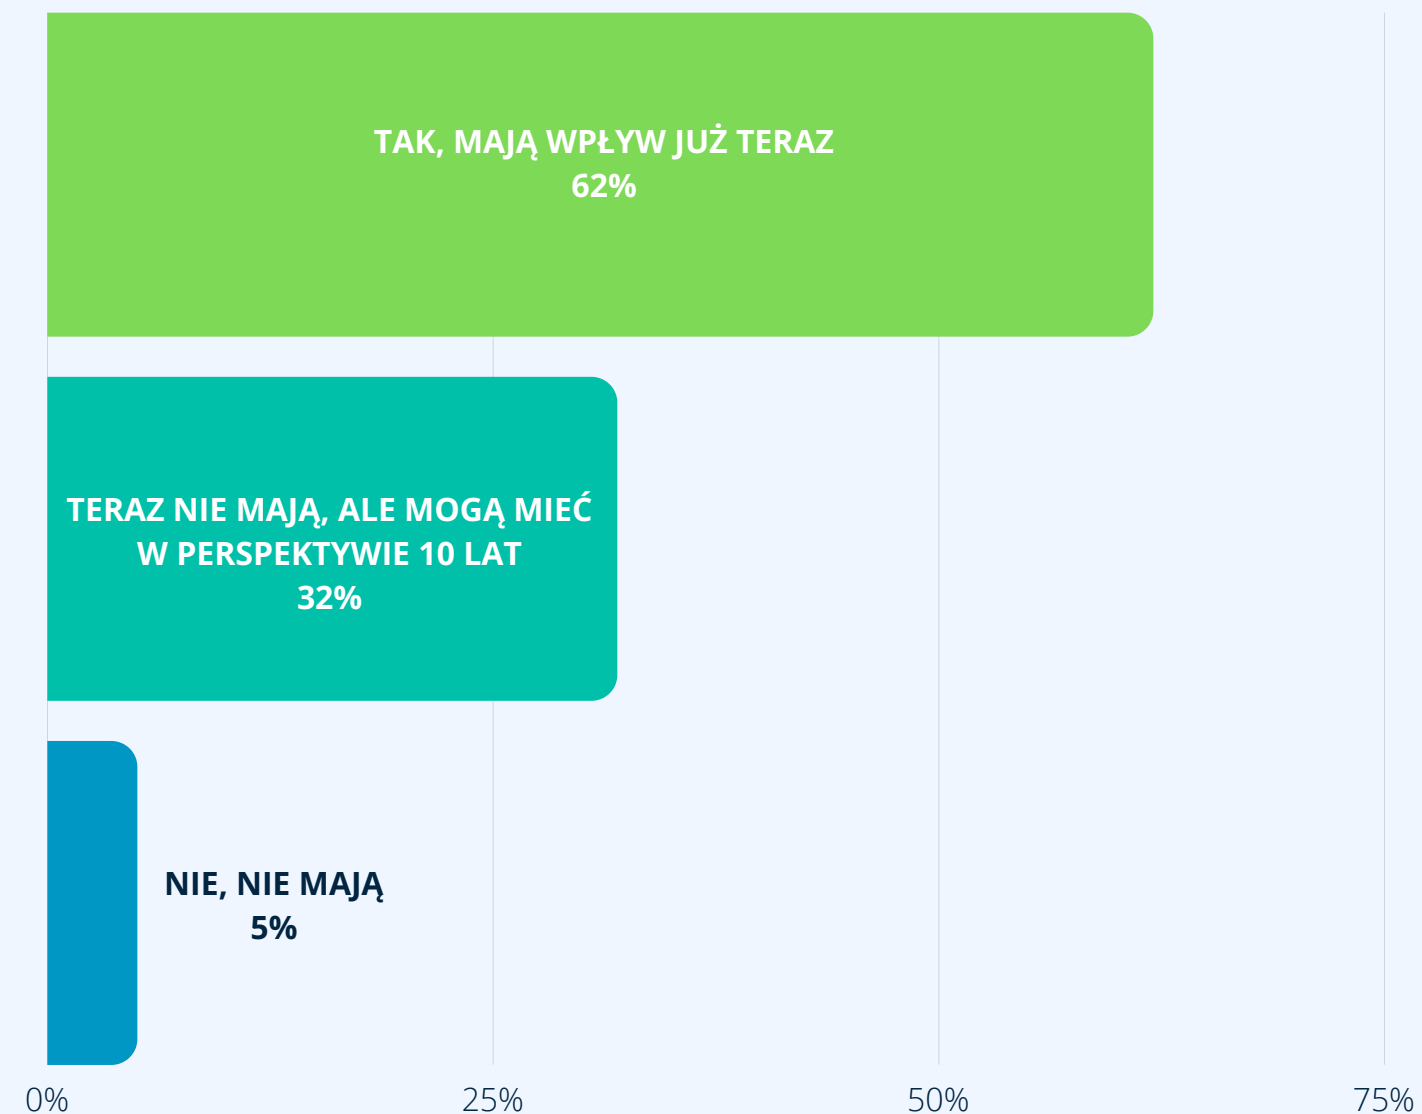 TAK, MAJĄ WPŁYW JUŻ TERAZ
62%
TERAZ NIE MAJĄ, ALE MOGĄ MIEĆ
W PERSPEKTYWIE 10 LAT
32%
NIE, NIE MAJĄ
5%
0% 25% 50% 75%